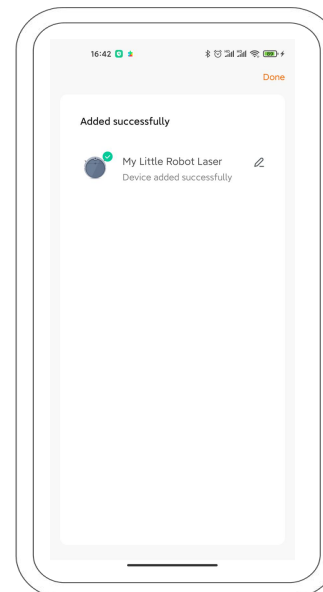 16:42
Done
Added successfully
My Little Robot Laser
Device added successfully